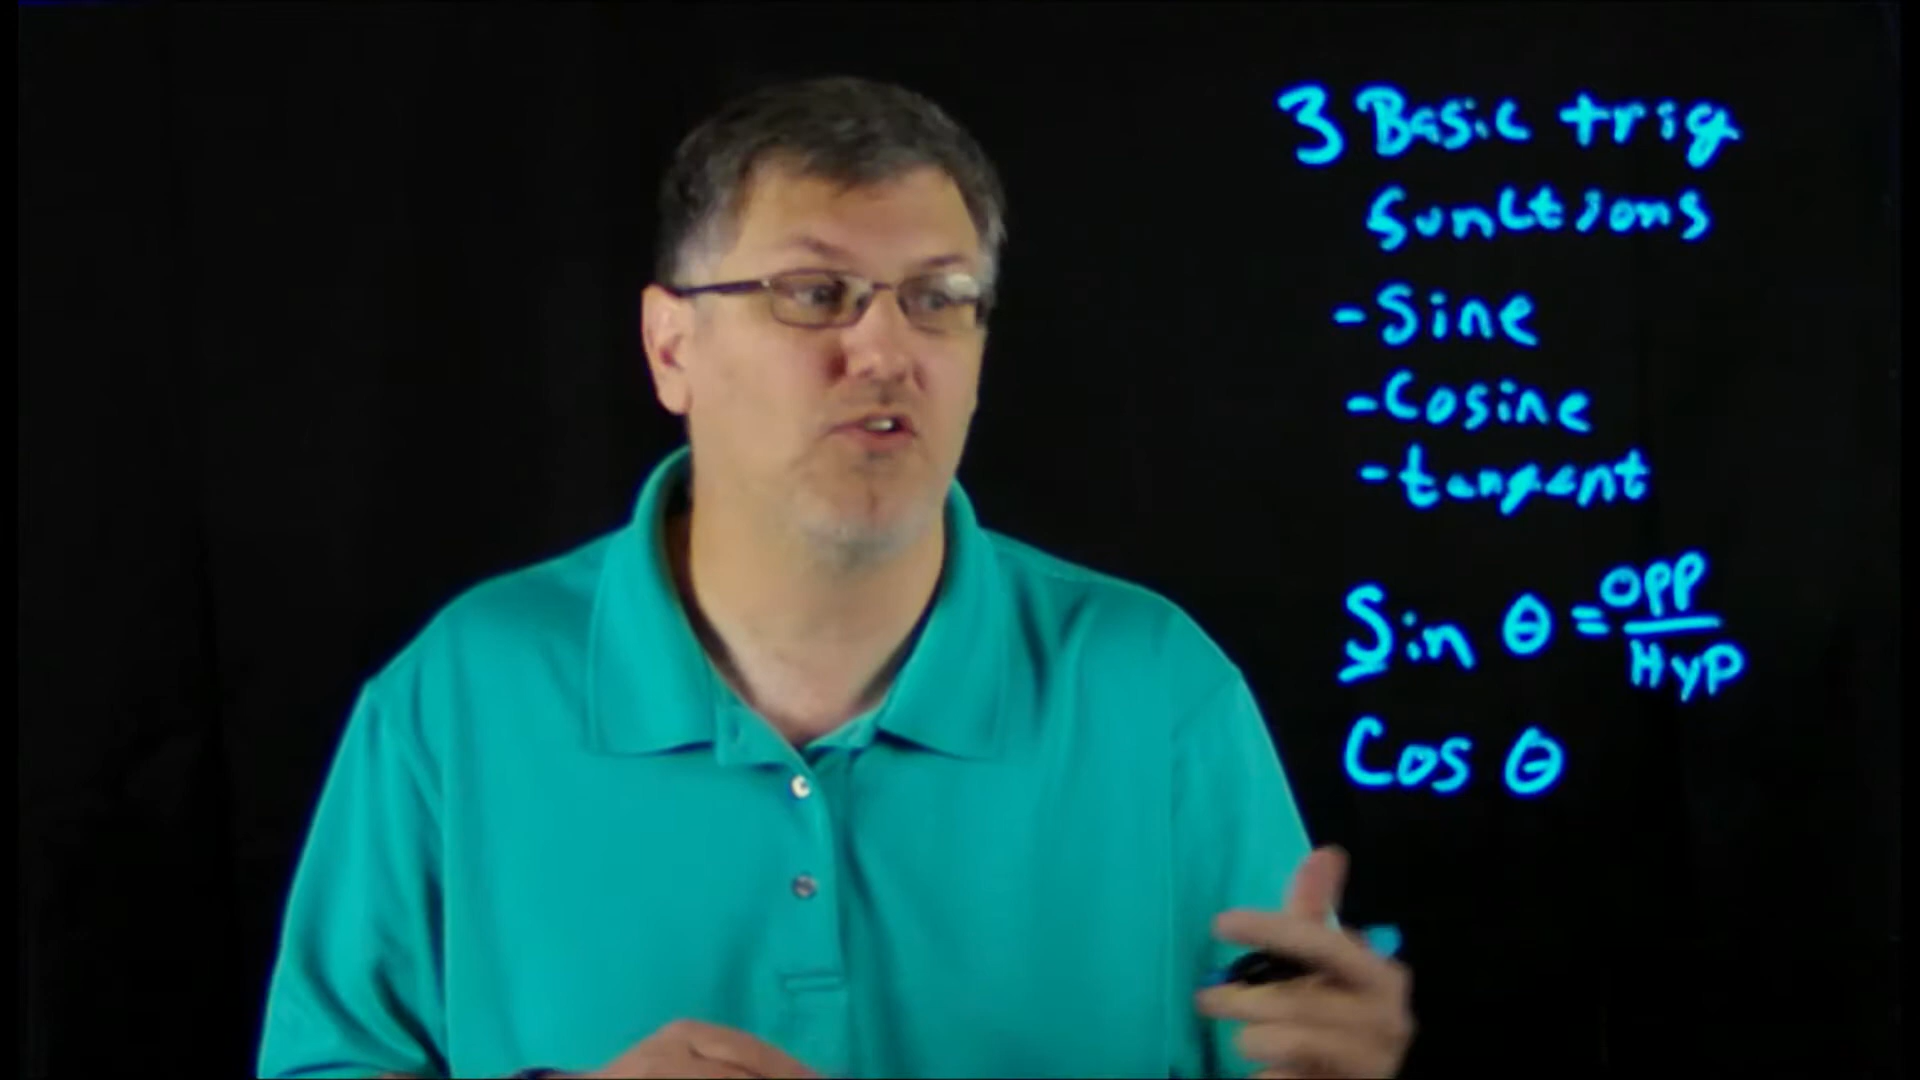 3 Basic trig
functions
- Sine
- Cosine
- tangent
Sin θ = opp/Hyp
Cos θ